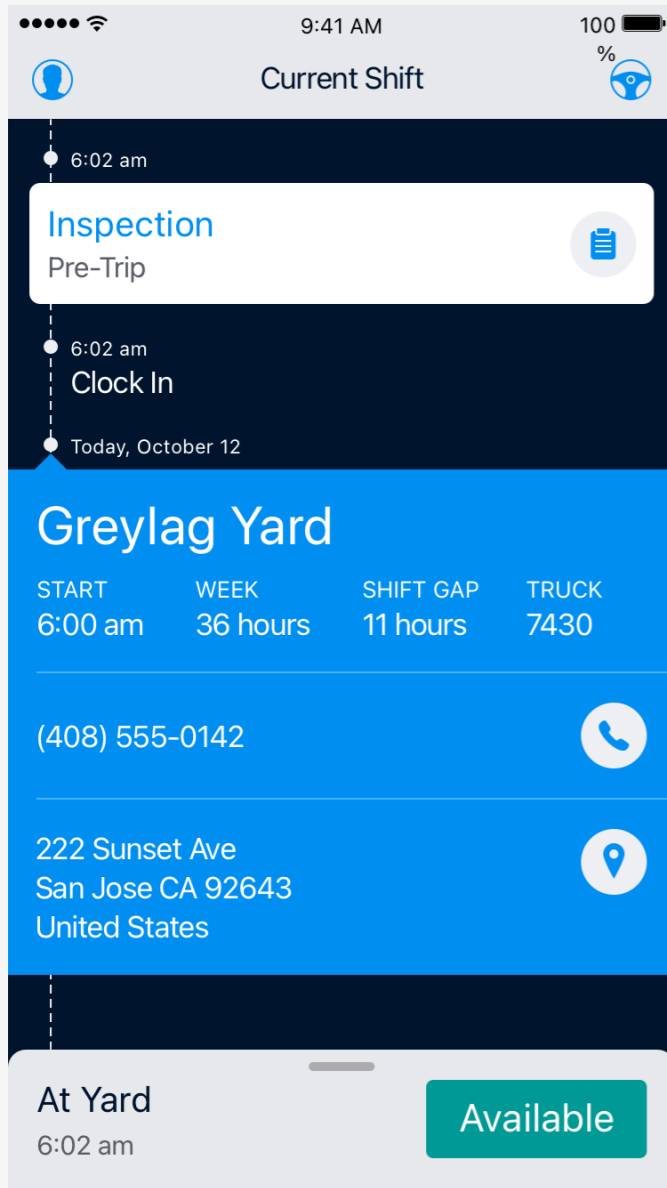 9:41 AM
100
%
Current Shift
6:02 am
Inspection
Pre-Trip
6:02 am
Clock In
Today, October 12
Greylag Yard
START WEEK SHIFT GAP TRUCK
6:00 am 36 hours 11 hours 7430
(408) 555-0142
222 Sunset Ave
San Jose CA 92643
United States
At Yard
6:02 am
Available